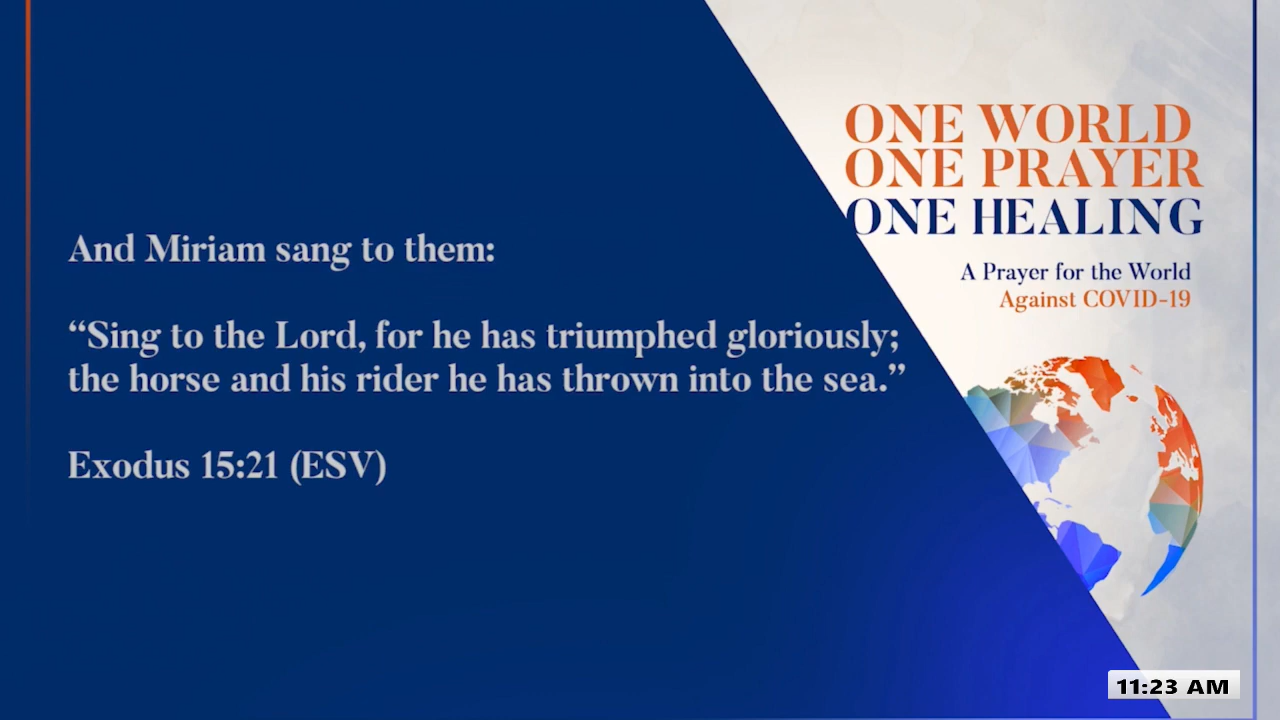 And Miriam sang to them:
“Sing to the Lord, for he has triumphed gloriously;
the horse and his rider he has thrown into the sea.”
Exodus 15:21 (ESV)
ONE WORLD
ONE PRAYER
ONE HEALING
A Prayer for the World
Against COVID-19
11:23 AM